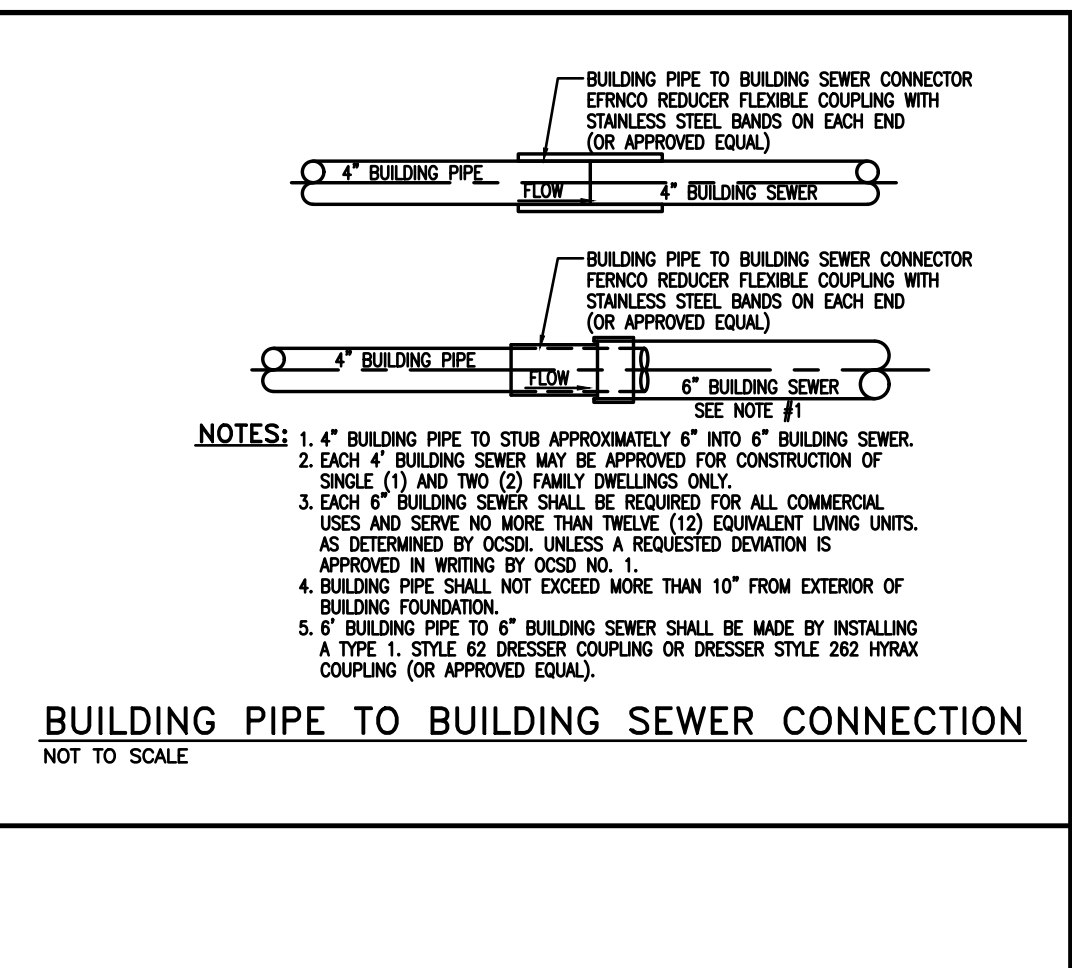 BUILDING PIPE TO BUILDING SEWER CONNECTOR
EFRNCO REDUCER FLEXIBLE COUPLING WITH
STAINLESS STEEL BANDS ON EACH END
(OR APPROVED EQUAL)
4" BUILDING PIPE
FLOW
4" BUILDING SEWER
BUILDING PIPE TO BUILDING SEWER CONNECTOR
FERNCO REDUCER FLEXIBLE COUPLING WITH
STAINLESS STEEL BANDS ON EACH END
(OR APPROVED EQUAL)
4" BUILDING PIPE
FLOW
6" BUILDING SEWER
SEE NOTE #1
NOTES:
1. 4" BUILDING PIPE TO STUB APPROXIMATELY 6" INTO 6" BUILDING SEWER.
2. EACH 4' BUILDING SEWER MAY BE APPROVED FOR CONSTRUCTION OF
SINGLE (1) AND TWO (2) FAMILY DWELLINGS ONLY.
3. EACH 6" BUILDING SEWER SHALL BE REQUIRED FOR ALL COMMERCIAL
USES AND SERVE NO MORE THAN TWELVE (12) EQUIVALENT LIVING UNITS.
AS DETERMINED BY OCSDI. UNLESS A REQUESTED DEVIATION IS
APPROVED IN WRITING BY OCSD NO. 1.
4. BUILDING PIPE SHALL NOT EXCEED MORE THAN 10" FROM EXTERIOR OF
BUILDING FOUNDATION.
5. 6' BUILDING PIPE TO 6" BUILDING SEWER SHALL BE MADE BY INSTALLING
A TYPE 1. STYLE 62 DRESSER COUPLING OR DRESSER STYLE 262 HYRAX
COUPLING (OR APPROVED EQUAL).
BUILDING PIPE TO BUILDING SEWER CONNECTION
NOT TO SCALE